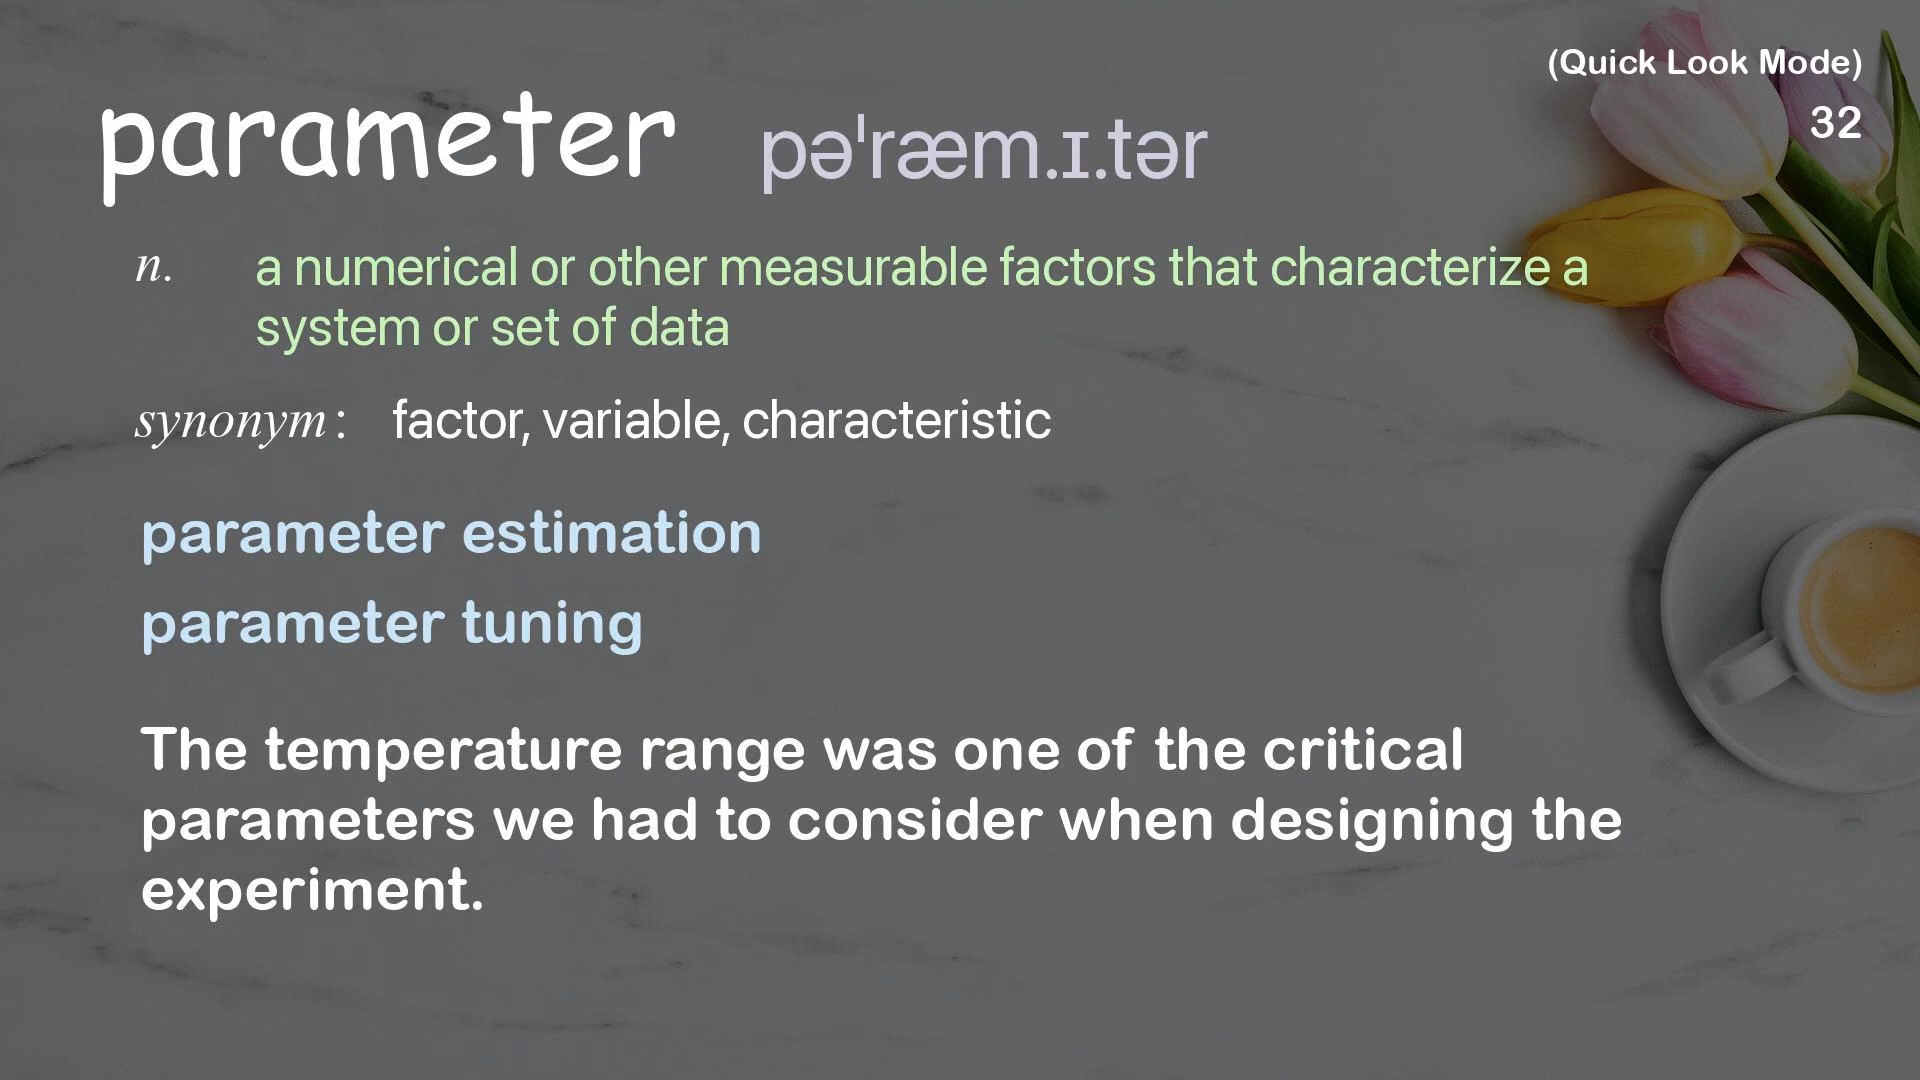 (Quick Look Mode)
32
parameter pəˈræm.ɪ.tər
n. a numerical or other measurable factors that characterize a
system or set of data
synonym: factor, variable, characteristic
parameter estimation
parameter tuning
The temperature range was one of the critical
parameters we had to consider when designing the
experiment.